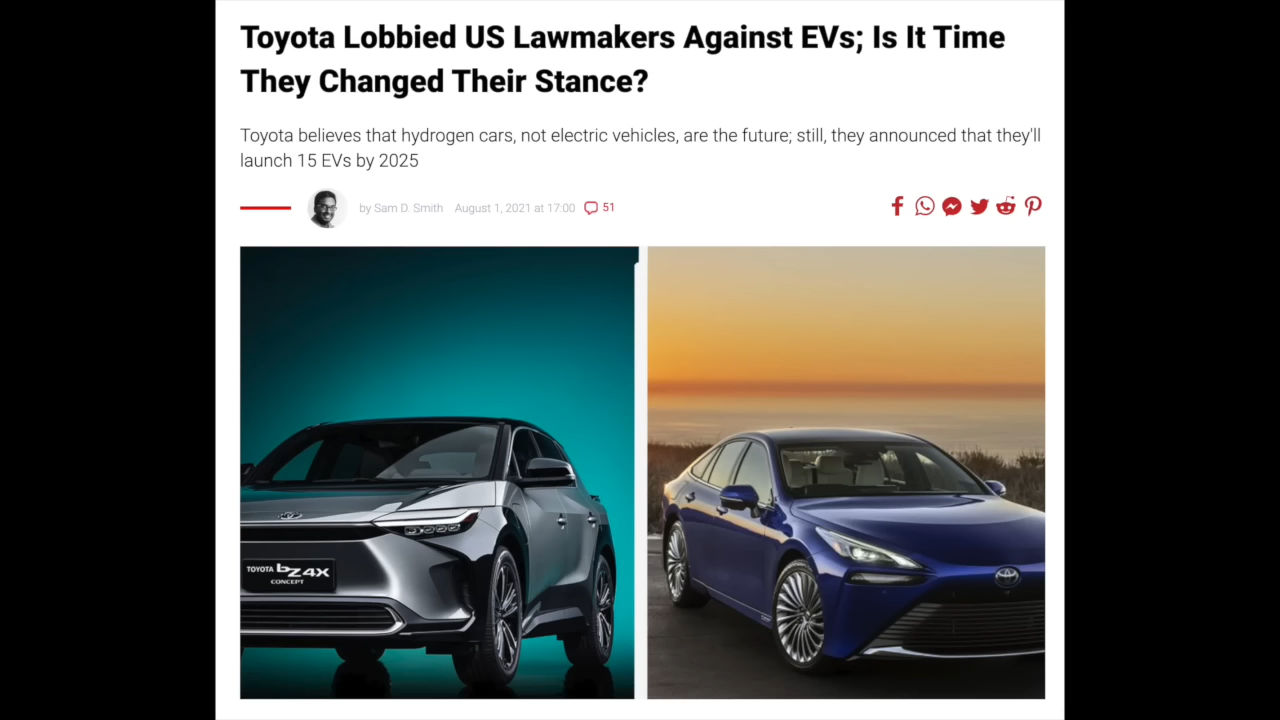 Toyota Lobbied US Lawmakers Against EVs; Is It Time
They Changed Their Stance?
Toyota believes that hydrogen cars, not electric vehicles, are the future; still, they announced that they'll
launch 15 EVs by 2025
by Sam D. Smith August 1, 2021 at 17:00 51
TOYOTA bZ4X
CONCEPT